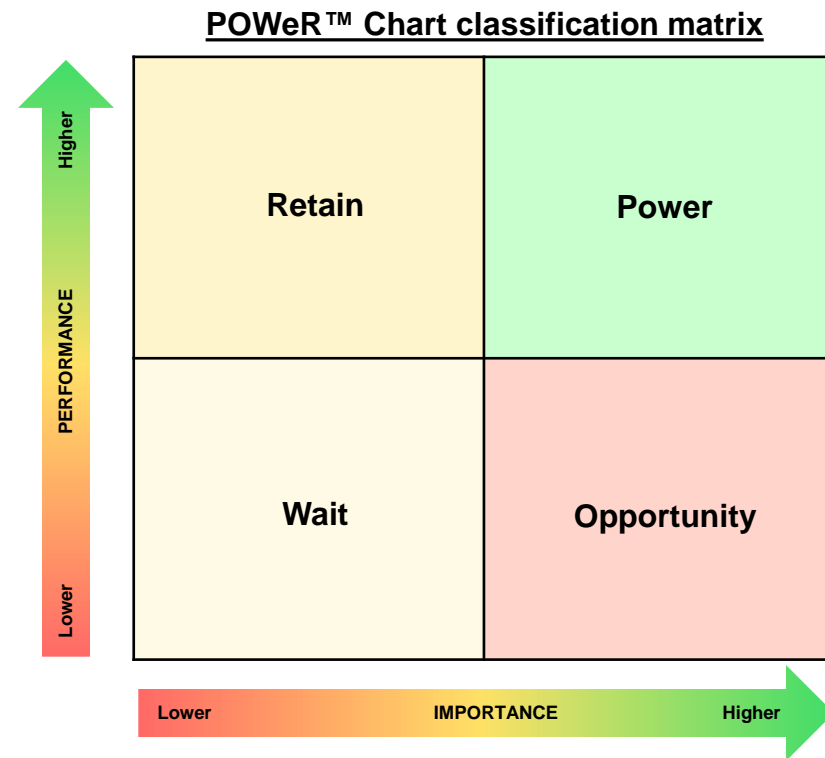 POWeR™ Chart classification matrix
Higher
PERFORMANCE
Lower
Retain
Power
Wait
Opportunity
Lower
IMPORTANCE
Higher